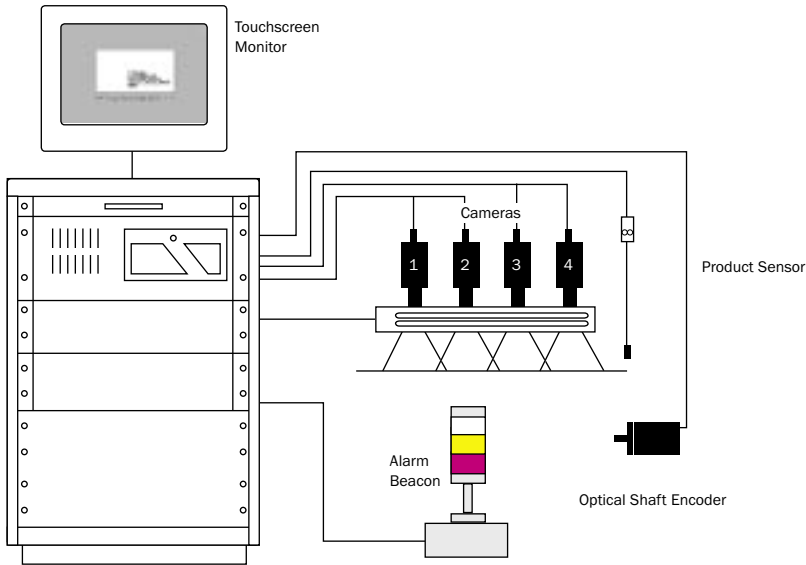 Touchscreen
Monitor
Cameras
1 2 3 4
Product Sensor
Alarm
Beacon
Optical Shaft Encoder